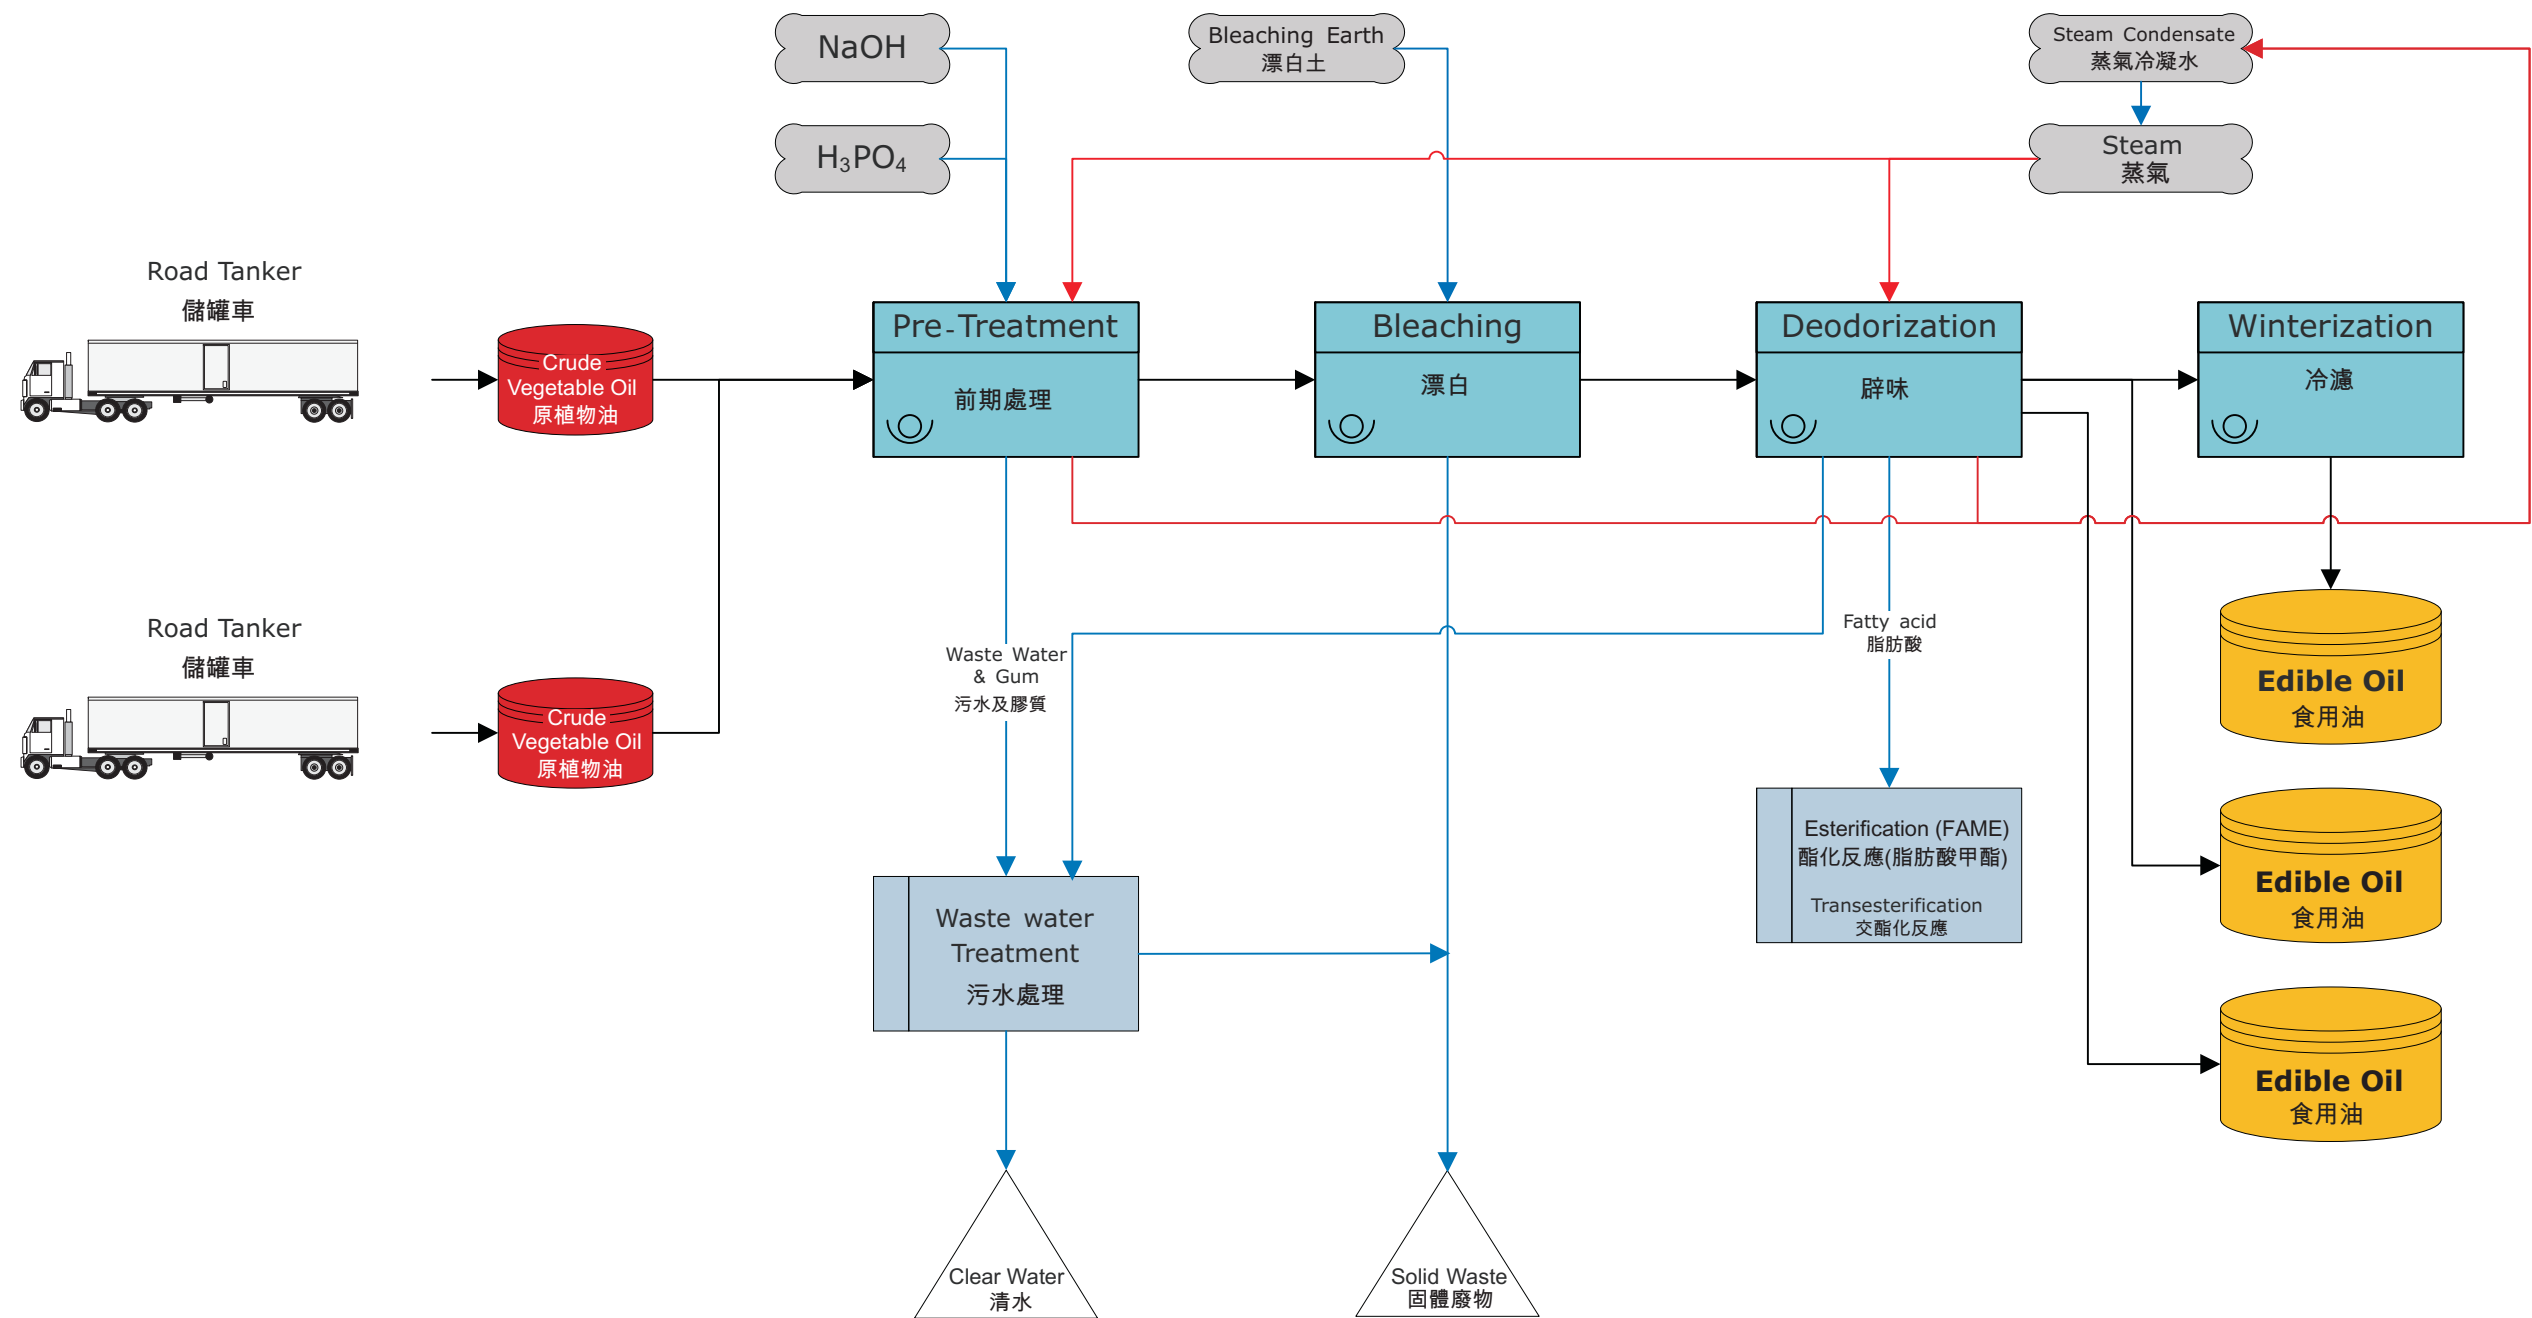 NaOH
Bleaching Earth
漂白土
Steam Condensate
蒸氣冷凝水
H₃PO₄
Steam
蒸氣
Road Tanker
儲罐車
Crude
Vegetable Oil
原植物油
Pre-Treatment
前期處理
Bleaching
漂白
Deodorization
辟味
Winterization
冷濾
Road Tanker
儲罐車
Crude
Vegetable Oil
原植物油
Waste Water
& Gum
污水及膠質
Fatty acid
脂肪酸
Edible Oil
食用油
Esterification (FAME)
酯化反應(脂肪酸甲酯)
Transesterification
交酯化反應
Edible Oil
食用油
Waste water
Treatment
污水處理
Edible Oil
食用油
Clear Water
清水
Solid Waste
固體廢物